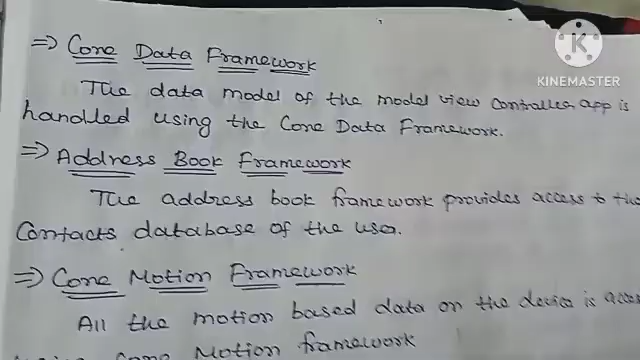 K
KINEMASTER
⇒ Core Data Framework
The data model of the model view controller app is
handled using the Core Data Framework.
⇒ Address Book Framework
The address book framework provides access to the
Contacts database of the user.
⇒ Core Motion Framework
All the motion based data on the device is
Core Motion framework